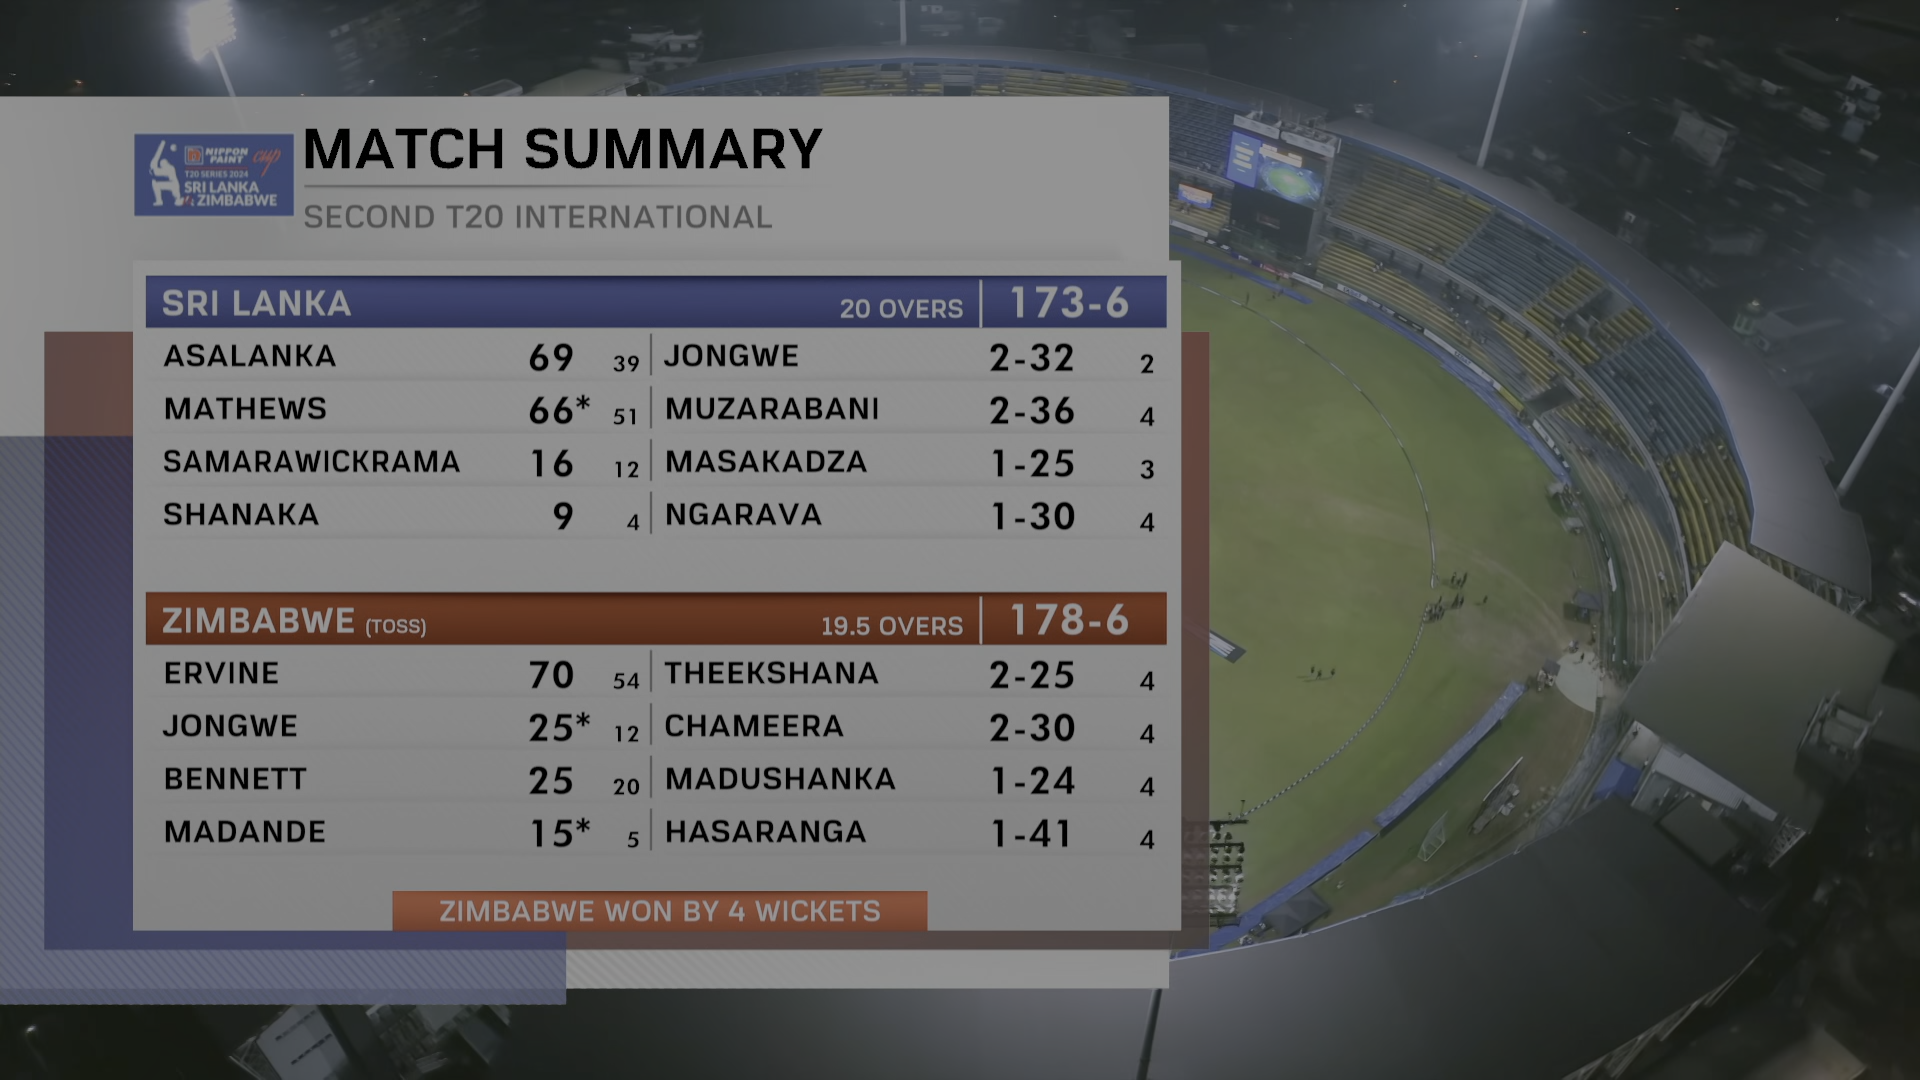 NIPPON PAINT cup
T20 SERIES 2024
SRI LANKA
v ZIMBABWE
MATCH SUMMARY
SECOND T20 INTERNATIONAL
SRI LANKA 20 OVERS 173-6
ASALANKA 69 39 JONGWE 2-32 2
MATHEWS 66* 51 MUZARABANI 2-36 4
SAMARAWICKRAMA 16 12 MASAKADZA 1-25 3
SHANAKA 9 4 NGARAVA 1-30 4
ZIMBABWE (TOSS) 19.5 OVERS 178-6
ERVINE 70 54 THEEKSHANA 2-25 4
JONGWE 25* 12 CHAMEERA 2-30 4
BENNETT 25 20 MADUSHANKA 1-24 4
MADANDE 15* 5 HASARANGA 1-41 4
ZIMBABWE WON BY 4 WICKETS